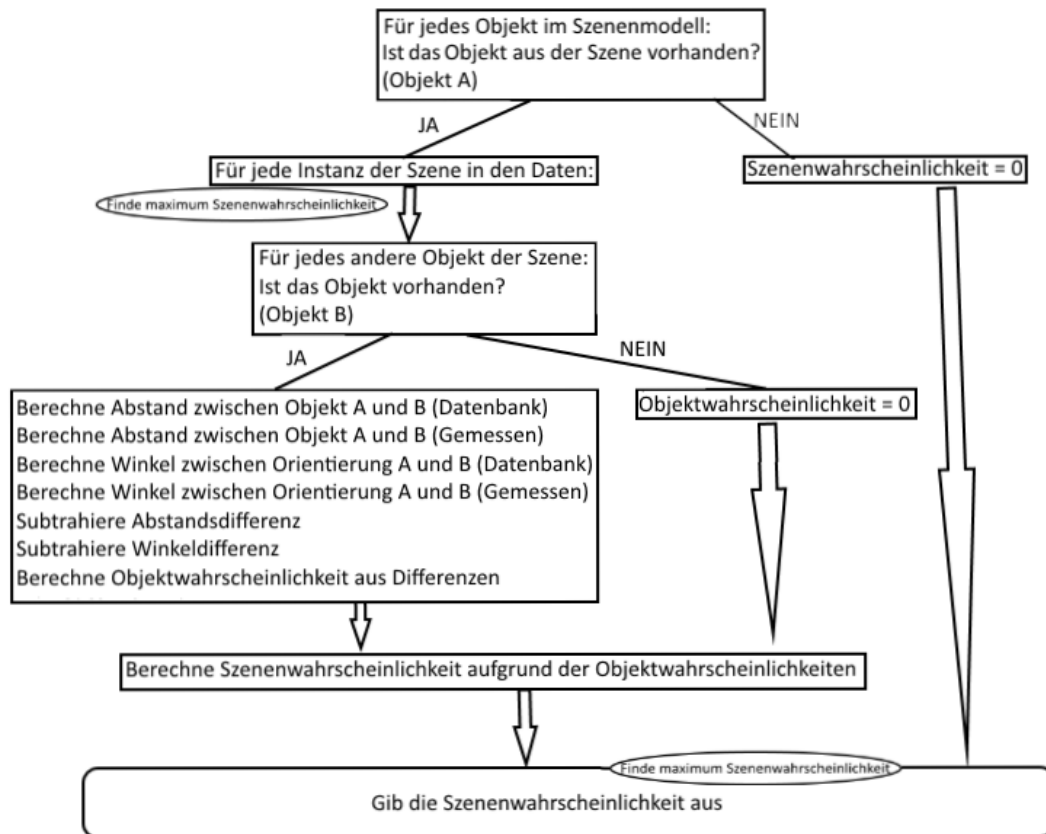 Für jedes Objekt im Szenenmodell:
Ist das Objekt aus der Szene vorhanden?
(Objekt A)
JA
NEIN
Für jede Instanz der Szene in den Daten:
Szenenwahrscheinlichkeit = 0
Finde maximum Szenenwahrscheinlichkeit
Für jedes andere Objekt der Szene:
Ist das Objekt vorhanden?
(Objekt B)
JA
NEIN
Berechne Abstand zwischen Objekt A und B (Datenbank)
Berechne Abstand zwischen Objekt A und B (Gemessen)
Berechne Winkel zwischen Orientierung A und B (Datenbank)
Berechne Winkel zwischen Orientierung A und B (Gemessen)
Subtrahiere Abstandsdifferenz
Subtrahiere Winkeldifferenz
Berechne Objektwahrscheinlichkeit aus Differenzen
Objektwahrscheinlichkeit = 0
Berechne Szenenwahrscheinlichkeit aufgrund der Objektwahrscheinlichkeiten
Finde maximum Szenenwahrscheinlichkeit
Gib die Szenenwahrscheinlichkeit aus